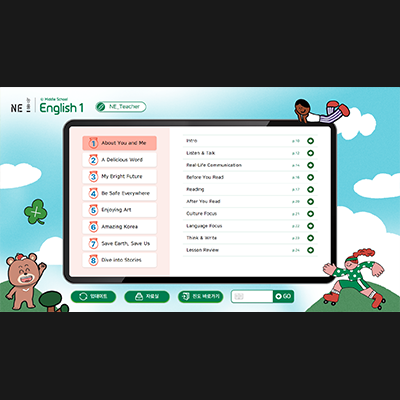 NE
Middle School
English 1
NE_Teacher
1 About You and Me
2 A Delicious Word
3 My Bright Future
4 Be Safe Everywhere
5 Enjoying Art
6 Amazing Korea
7 Save Earth, Save Us
8 Dive into Stories
Intro p.10
Listen & Talk p.12
Real Life Communication p.14
Before You Read p.16
Reading p.17
After You Read p.20
Culture Focus p.21
Language Focus p.22
Think & Write p.23
Lesson Review p.24
업데이트
자료실
진도 바로가기
GO